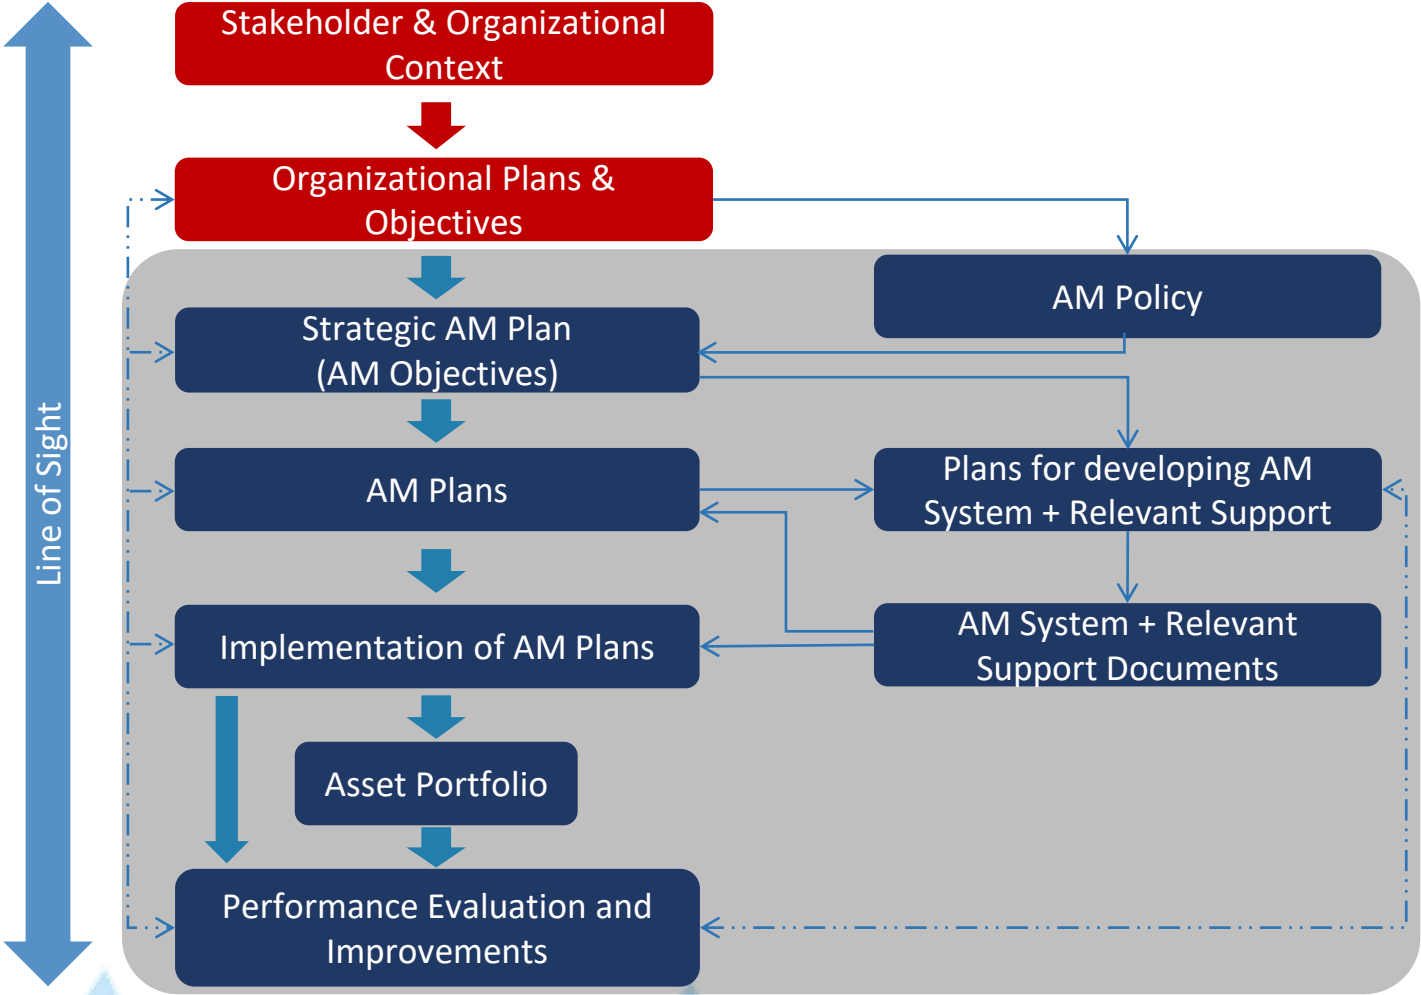 Stakeholder & Organizational
Context
Organizational Plans &
Objectives
AM Policy
Strategic AM Plan
(AM Objectives)
Line of Sight
AM Plans
Plans for developing AM
System + Relevant Support
Implementation of AM Plans
AM System + Relevant
Support Documents
Asset Portfolio
Performance Evaluation and
Improvements